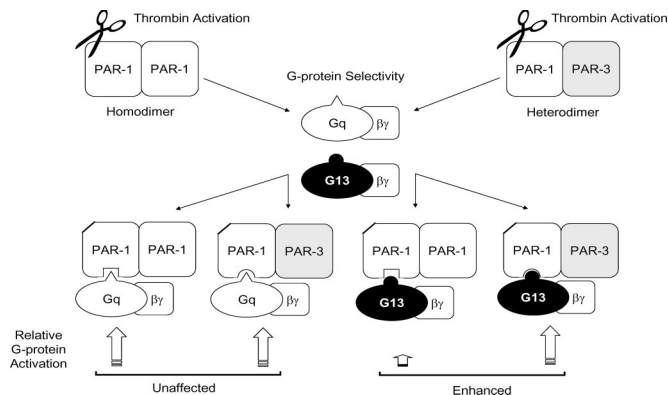 Thrombin Activation
Thrombin Activation
PAR-1 PAR-1
PAR-1 PAR-3
G-protein Selectivity
Homodimer
Heterodimer
Gq βγ
G13 βγ
PAR-1 PAR-1
PAR-1 PAR-3
PAR-1 PAR-1
PAR-1 PAR-3
Gq βγ
Gq βγ
G13 βγ
G13 βγ
Relative
G-protein
Activation
Unaffected
Enhanced